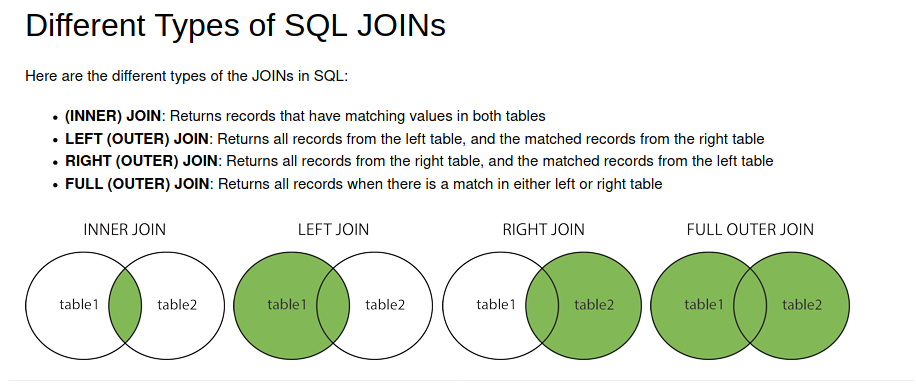 Different Types of SQL JOINs
Here are the different types of the JOINs in SQL:
• (INNER) JOIN: Returns records that have matching values in both tables
• LEFT (OUTER) JOIN: Returns all records from the left table, and the matched records from the right table
• RIGHT (OUTER) JOIN: Returns all records from the right table, and the matched records from the left table
• FULL (OUTER) JOIN: Returns all records when there is a match in either left or right table
INNER JOIN
table1 table2
LEFT JOIN
table1 table2
RIGHT JOIN
table1 table2
FULL OUTER JOIN
table1 table2